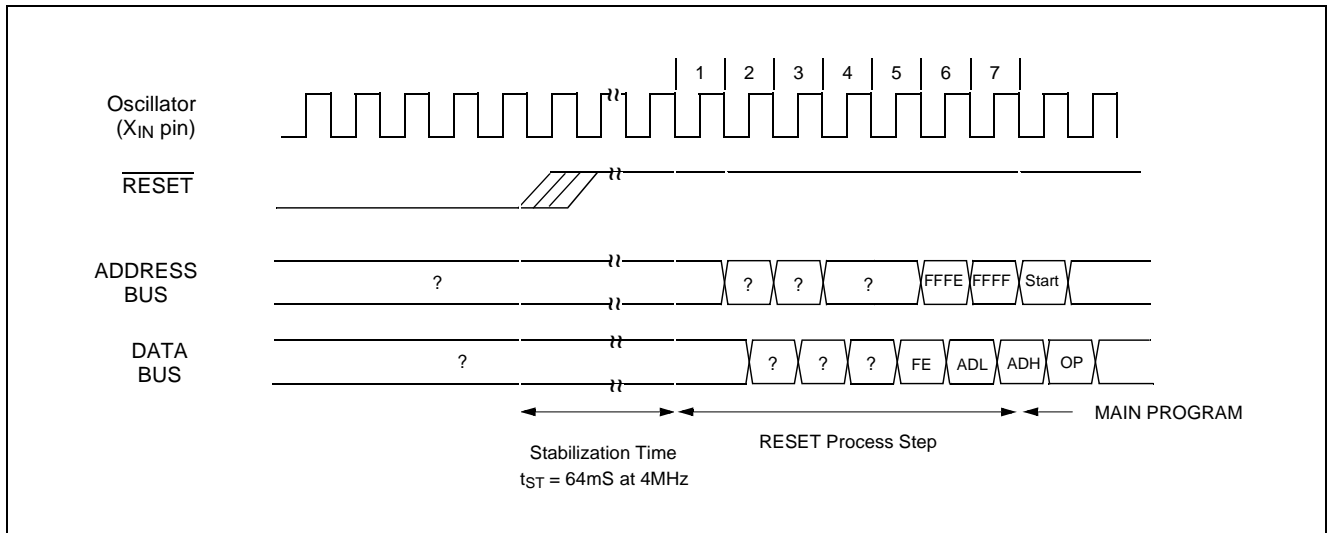 1 2 3 4 5 6 7
Oscillator
(XIN pin)
RESET
ADDRESS
BUS
? ? ? ? FFFE FFFF Start
DATA
BUS
? ? ? ? FE ADL ADH OP
MAIN PROGRAM
Stabilization Time
tST = 64mS at 4MHz
RESET Process Step